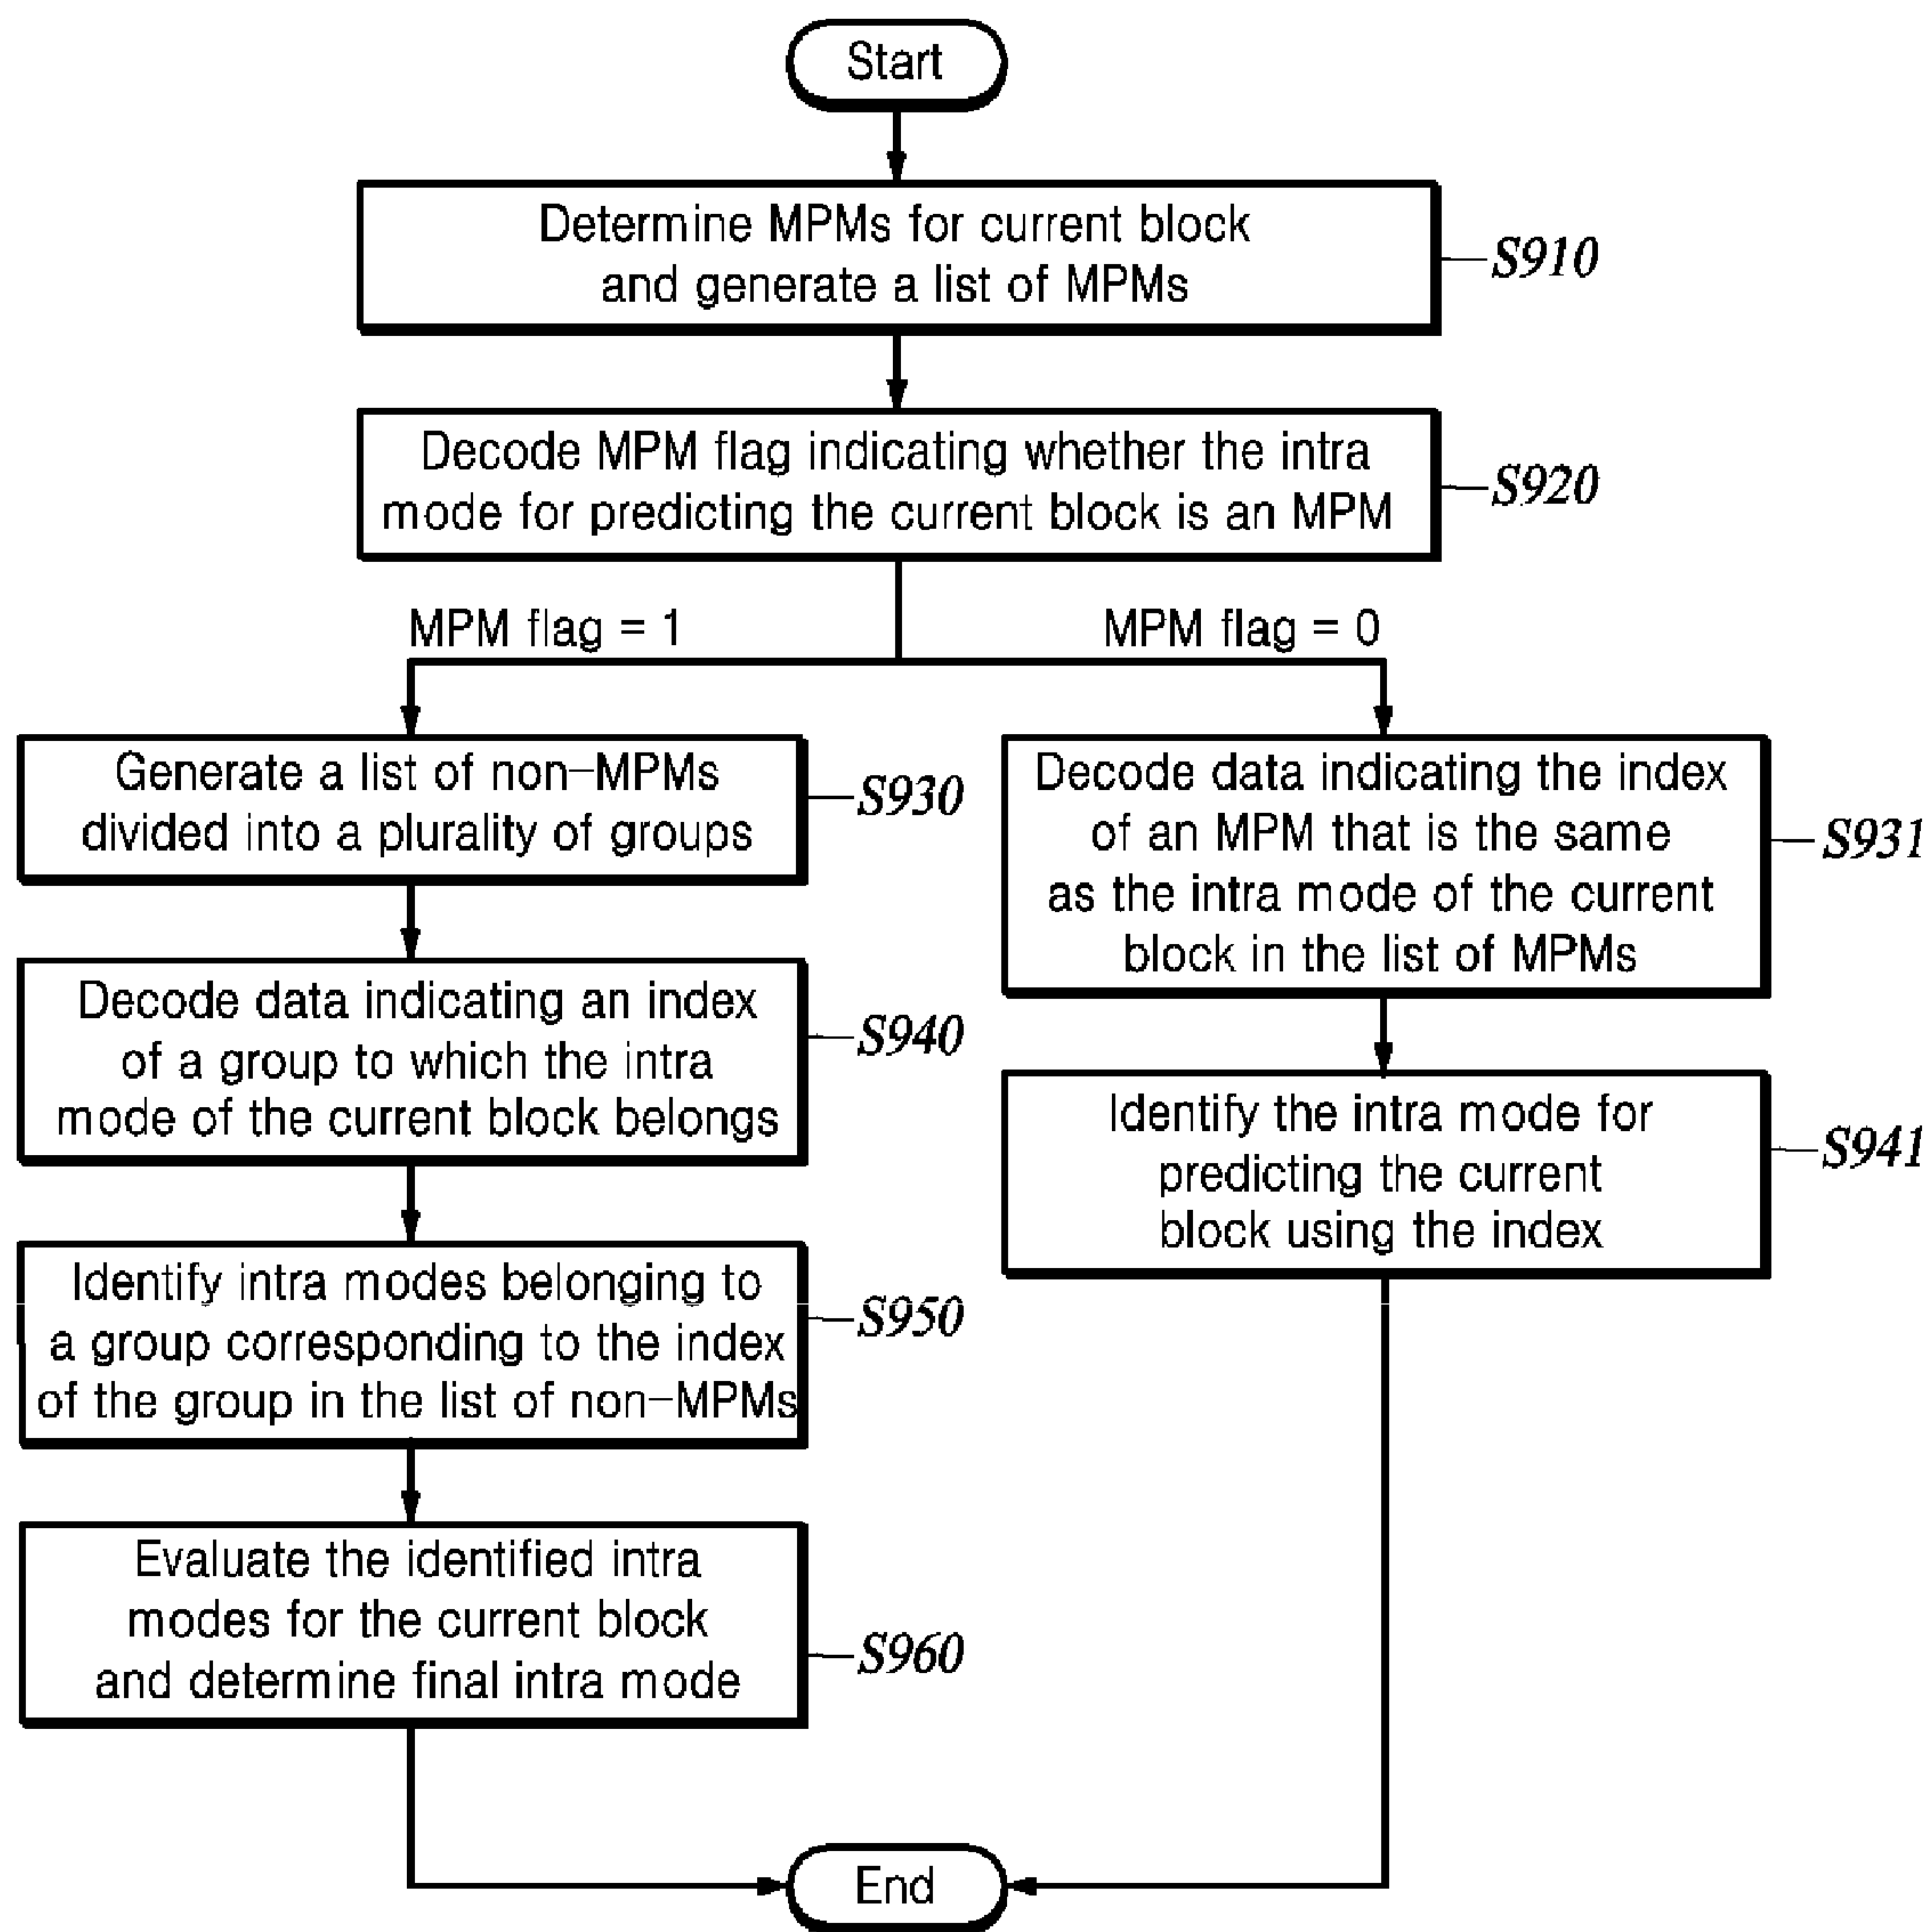 Start
Determine MPMs for current block
and generate a list of MPMs
S910
Decode MPM flag indicating whether the intra
mode for predicting the current block is an MPM
S920
MPM flag = 1
MPM flag = 0
Generate a list of non-MPMs
divided into a plurality of groups
S930
Decode data indicating the index
of an MPM that is the same
as the intra mode of the current
block in the list of MPMs
S931
Decode data indicating an index
of a group to which the intra
mode of the current block belongs
S940
Identify the intra mode for
predicting the current
block using the index
S941
Identify intra modes belonging to
a group corresponding to the index
of the group in the list of non-MPMs
S950
Evaluate the identified intra
modes for the current block
and determine final intra mode
S960
End